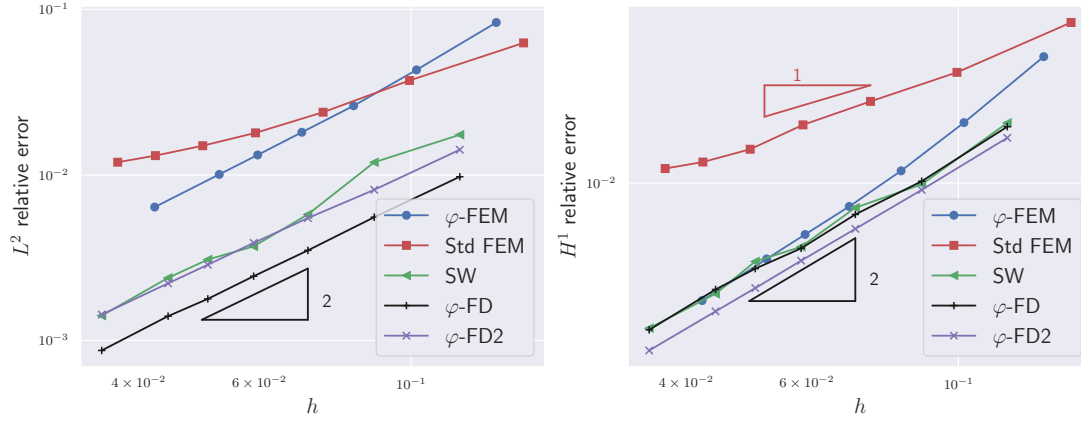 10⁻¹
10⁻²
10⁻³
L² relative error
4 × 10⁻²
6 × 10⁻²
10⁻¹
h
2
φ-FEM
Std FEM
SW
φ-FD
φ-FD2
10⁻²
H¹ relative error
4 × 10⁻²
6 × 10⁻²
10⁻¹
h
1
2
φ-FEM
Std FEM
SW
φ-FD
φ-FD2